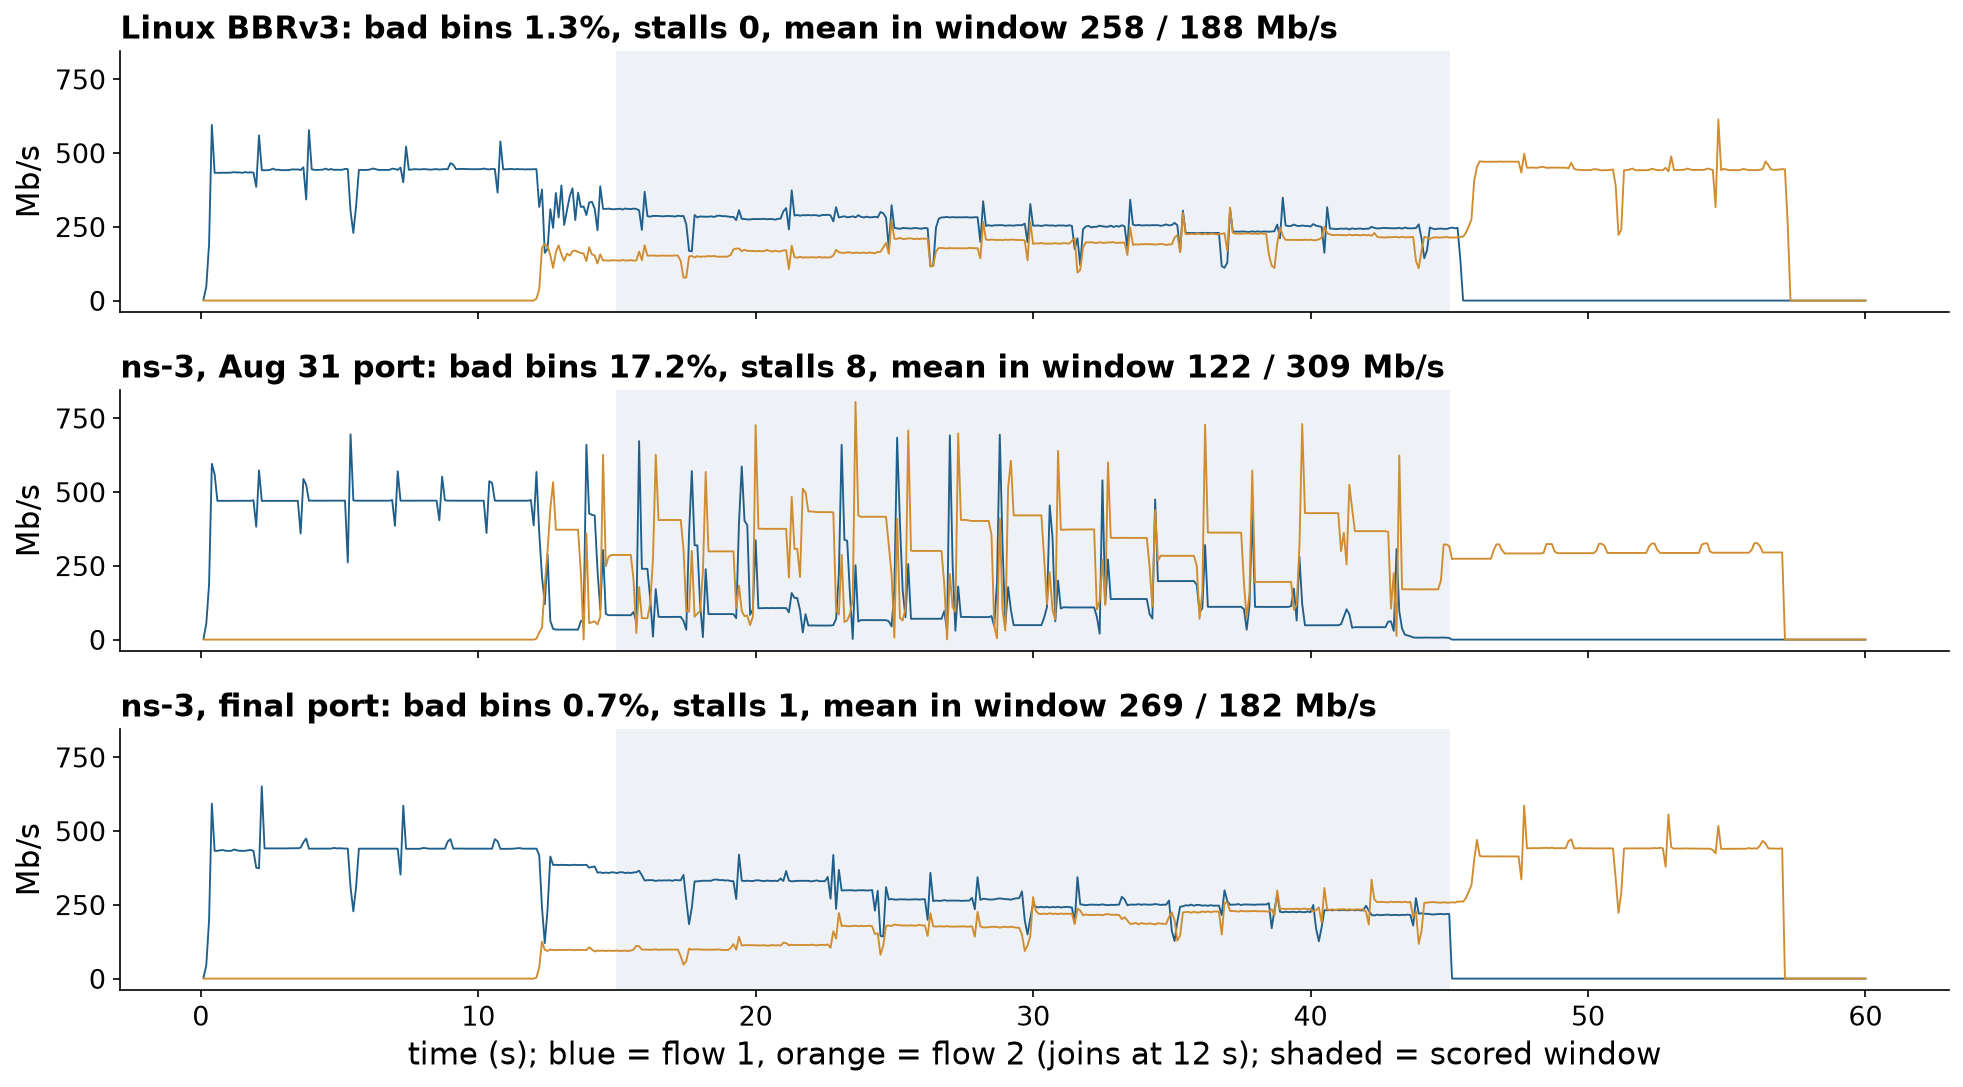 Linux BBRv3: bad bins 1.3%, stalls 0, mean in window 258 / 188 Mb/s
750
500
250
0
Mb/s
ns-3, Aug 31 port: bad bins 17.2%, stalls 8, mean in window 122 / 309 Mb/s
750
500
250
0
Mb/s
ns-3, final port: bad bins 0.7%, stalls 1, mean in window 269 / 182 Mb/s
750
500
250
0
Mb/s
0 10 20 30 40 50 60
time (s); blue = flow 1, orange = flow 2 (joins at 12 s); shaded = scored window